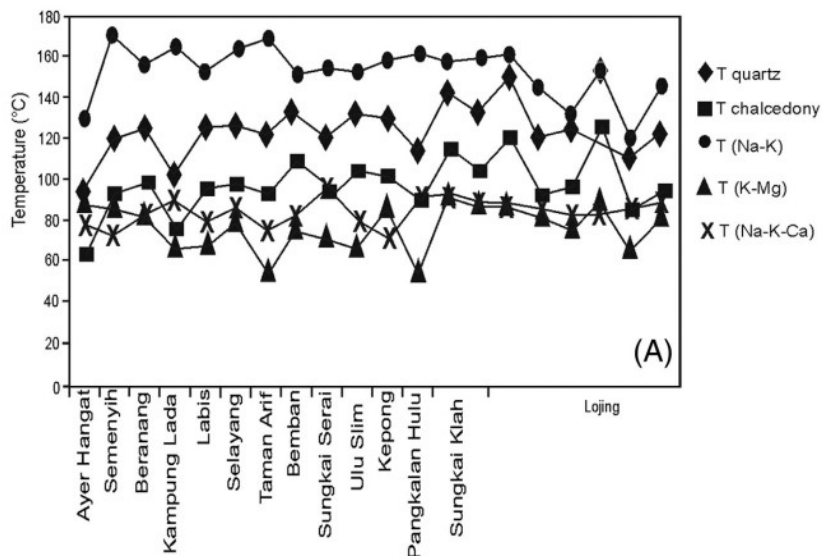 180
160
140
120
100
80
60
40
20
0
Temperature (°C)
T quartz
T chalcedony
T (Na-K)
T (K-Mg)
T (Na-K-Ca)
(A)
Ayer Hangat
Semenyih
Beranang
Kampung Lada
Labis
Selayang
Taman Arif
Bemban
Sungkai Serai
Ulu Slim
Kepong
Pangkalan Hulu
Sungkai Klah
Lojing